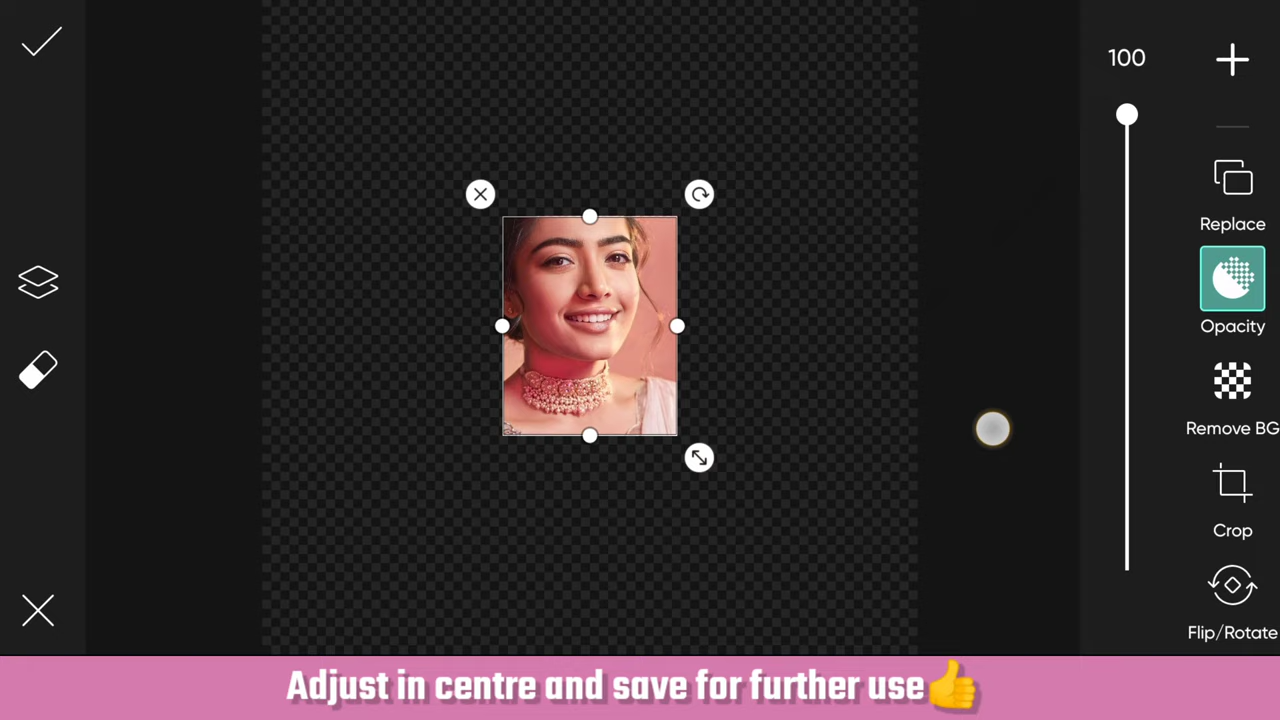 100
Replace
Opacity
Remove BG
Crop
Flip/Rotate
Adjust in centre and save for further use👍